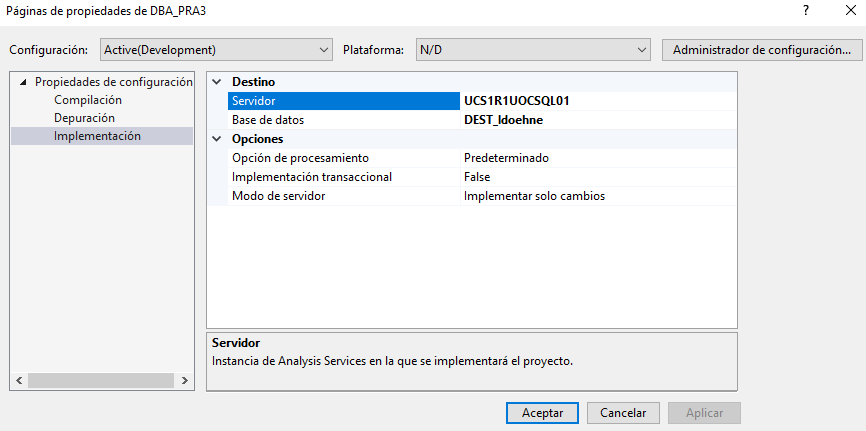 Páginas de propiedades de DBA_PRA3
? ×
Configuración: Active(Development) Plataforma: N/D Administrador de configuración...
Propiedades de configuración
Compilación
Depuración
Implementación
Destino
Servidor UCS1R1UOCSQL01
Base de datos DEST_ldoehne
Opciones
Opción de procesamiento Predeterminado
Implementación transaccional False
Modo de servidor Implementar solo cambios
Servidor
Instancia de Analysis Services en la que se implementará el proyecto.
Aceptar Cancelar Aplicar